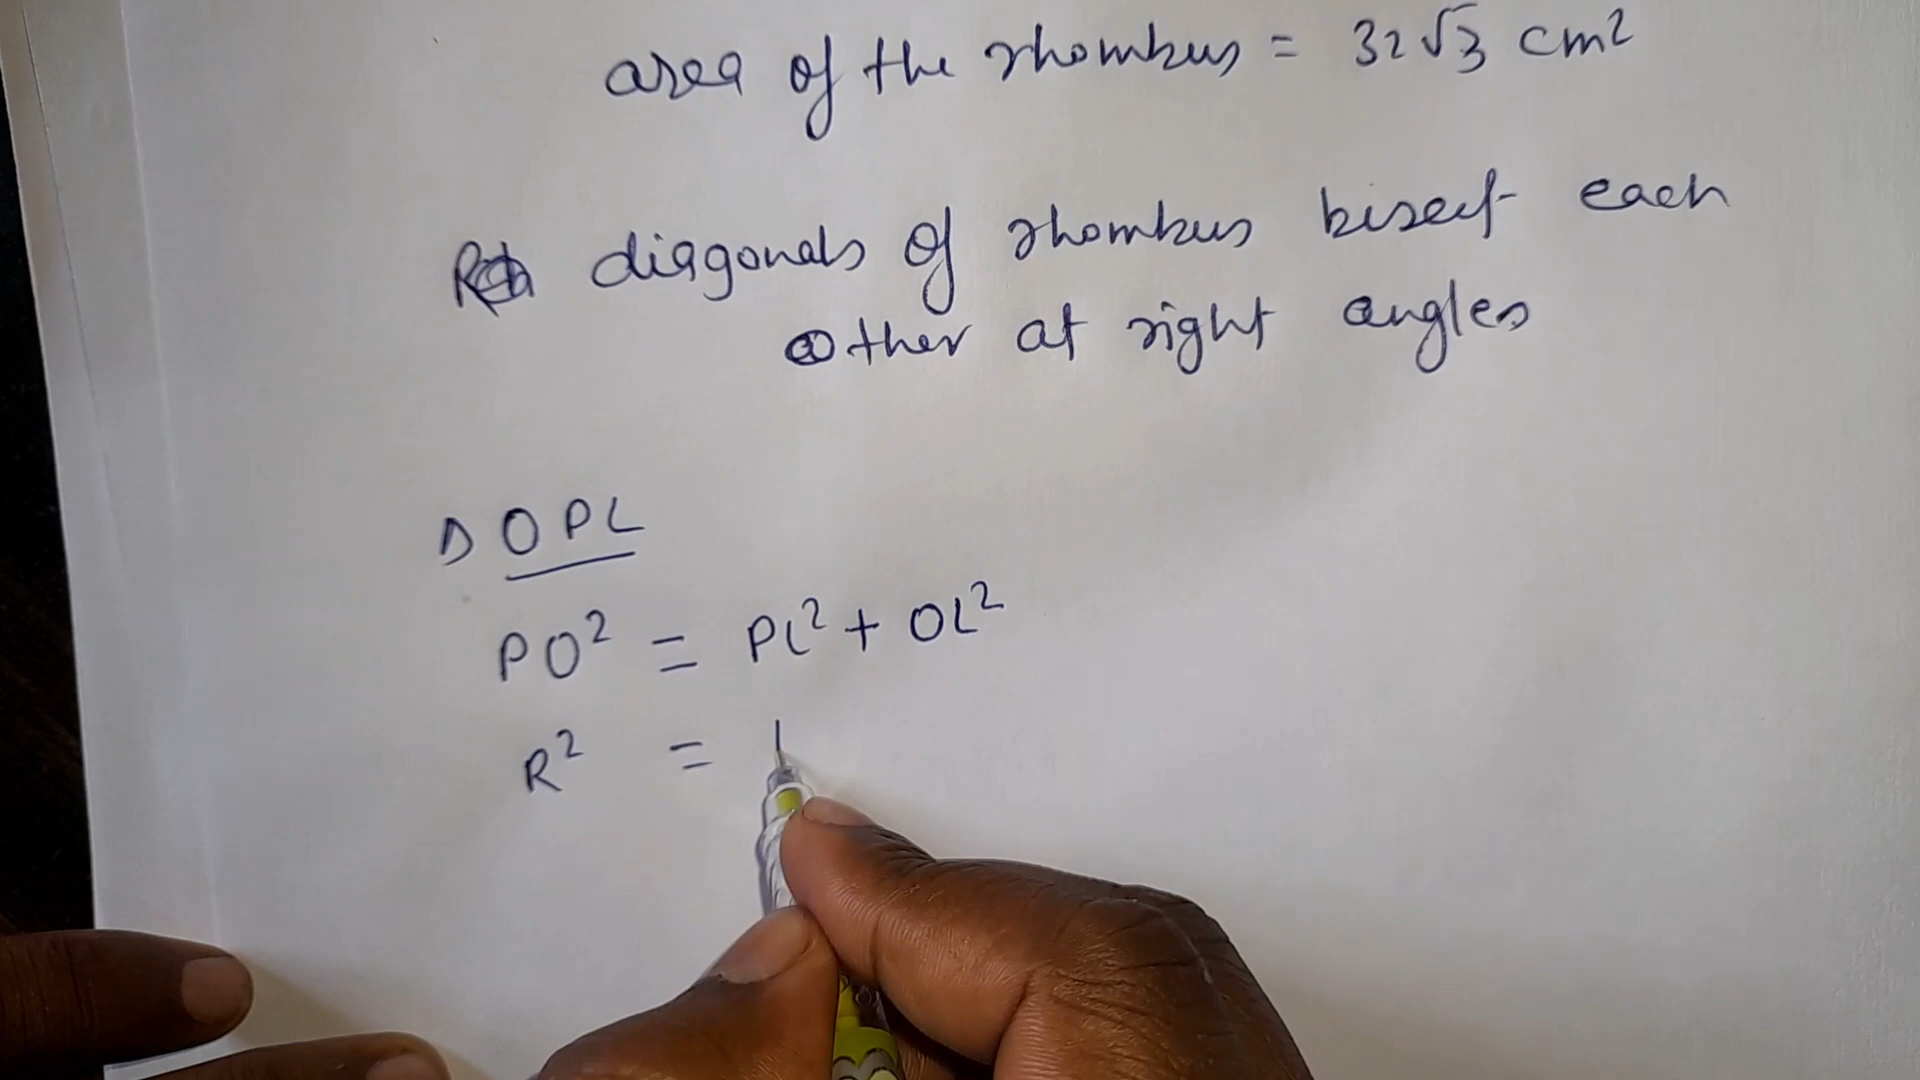 area of the rhombus = 32√3 cm²
diagonals of rhombus bisect each
other at right angles
Δ OPL
PO² = PL² + OL²
R² =